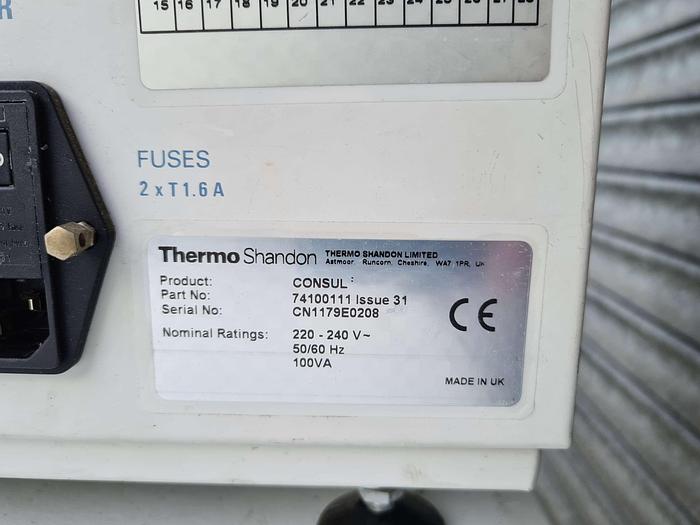 R
15 16 17 18 19 20 21 22 23 24 25 26 27 28
FUSES
2 x T1.6 A
Thermo Shandon THERMO SHANDON LIMITED
Astmoor, Runcorn, Cheshire, WA7 1PR, UK
Product: CONSUL :
Part No: 74100111 Issue 31
Serial No: CN1179E0208
Nominal Ratings: 220 - 240 V~
50/60 Hz
100VA
CE
MADE IN UK